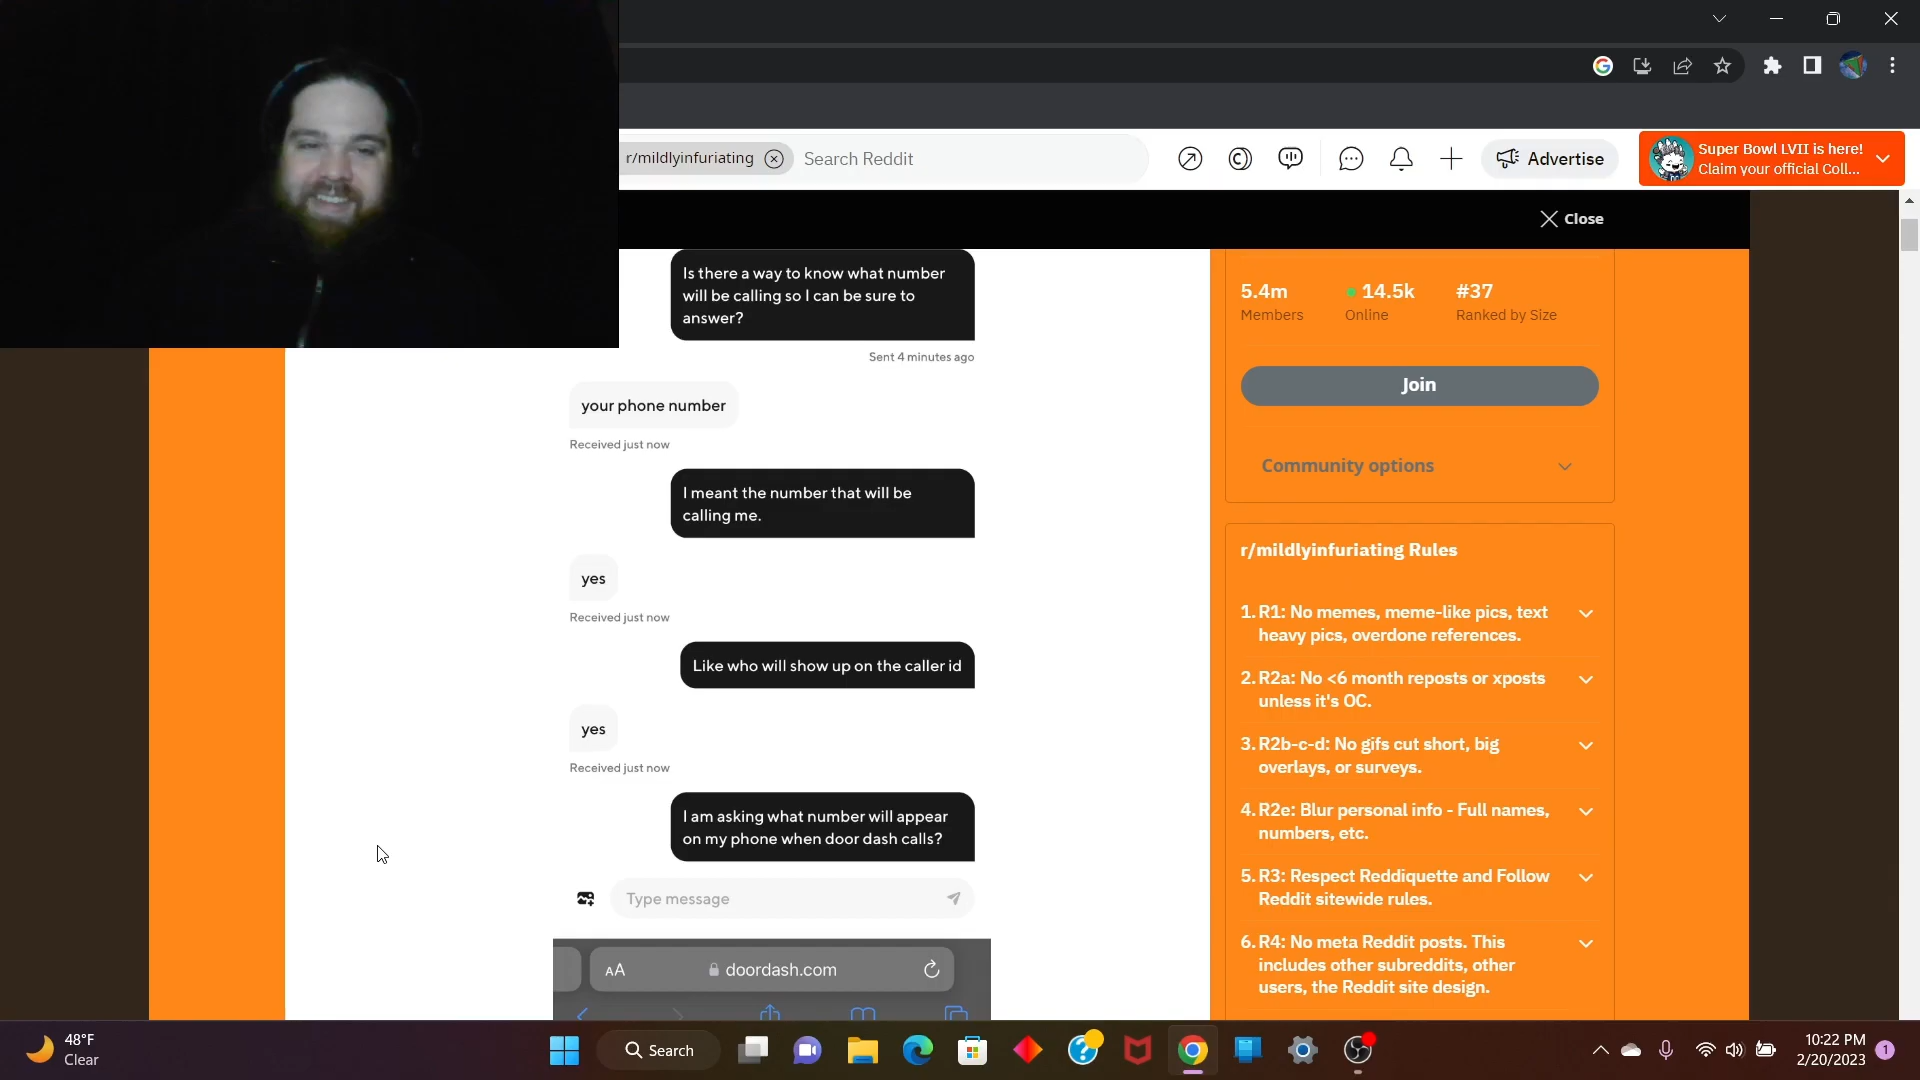 r/mildlyinfuriating
Search Reddit
Advertise
Super Bowl LVII is here!
Claim your official Coll...
Close
Is there a way to know what number
will be calling so I can be sure to
answer?
Sent 4 minutes ago
your phone number
Received just now
I meant the number that will be
calling me.
yes
Received just now
Like who will show up on the caller id
yes
Received just now
I am asking what number will appear
on my phone when door dash calls?
Type message
AA
doordash.com
5.4m
14.5k
#37
Members
Online
Ranked by Size
Join
Community options
r/mildlyinfuriating Rules
1. R1: No memes, meme-like pics, text
heavy pics, overdone references.
2. R2a: No <6 month reposts or xposts
unless it's OC.
3. R2b-c-d: No gifs cut short, big
overlays, or surveys.
4. R2e: Blur personal info - Full names,
numbers, etc.
5. R3: Respect Reddiquette and Follow
Reddit sitewide rules.
6. R4: No meta Reddit posts. This
includes other subreddits, other
users, the Reddit site design.
48°F
Clear
Search
10:22 PM
2/20/2023
1